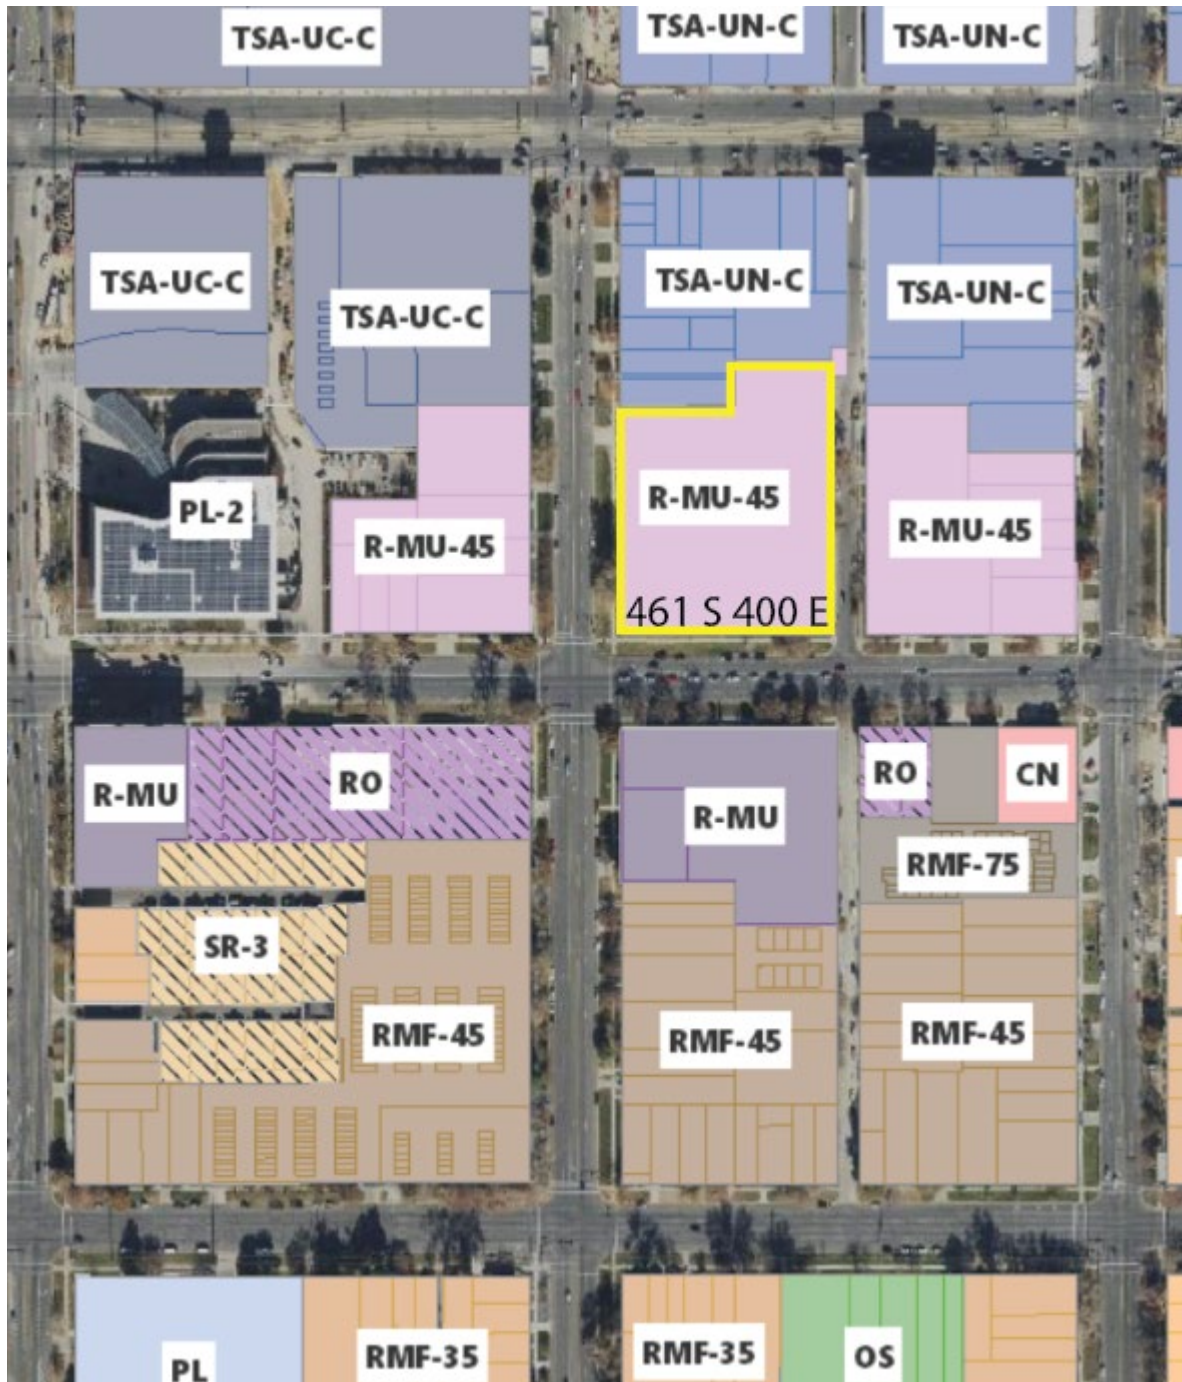 TSA-UC-C
TSA-UN-C
TSA-UN-C
TSA-UC-C
TSA-UC-C
TSA-UN-C
TSA-UN-C
PL-2
R-MU-45
R-MU-45
R-MU-45
461 S 400 E
R-MU
RO
R-MU
RO
CN
RMF-75
SR-3
RMF-45
RMF-45
RMF-45
PL
RMF-35
RMF-35
OS